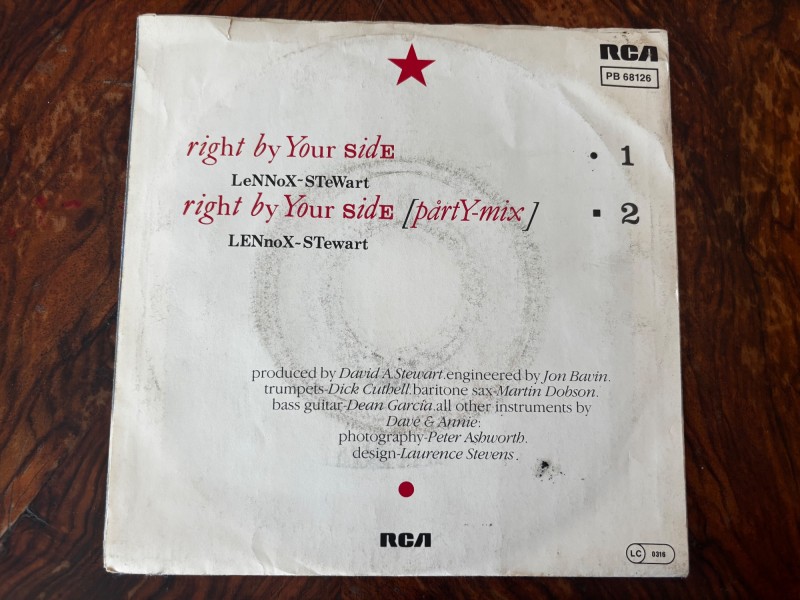 RCA
PB 68126
right by Your SidE
• 1
LeNNoX-STeWart
right by Your SidE [pårtY-mix]
▪ 2
LENnoX-STewart
produced by David A.Stewart.engineered by Jon Bavin.
trumpets-Dick Cuthell.baritone sax-Martin Dobson.
bass guitar-Dean Garcia.all other instruments by
Dave & Annie:
photography-Peter Ashworth.
design-Laurence Stevens.
RCA
LC 0316